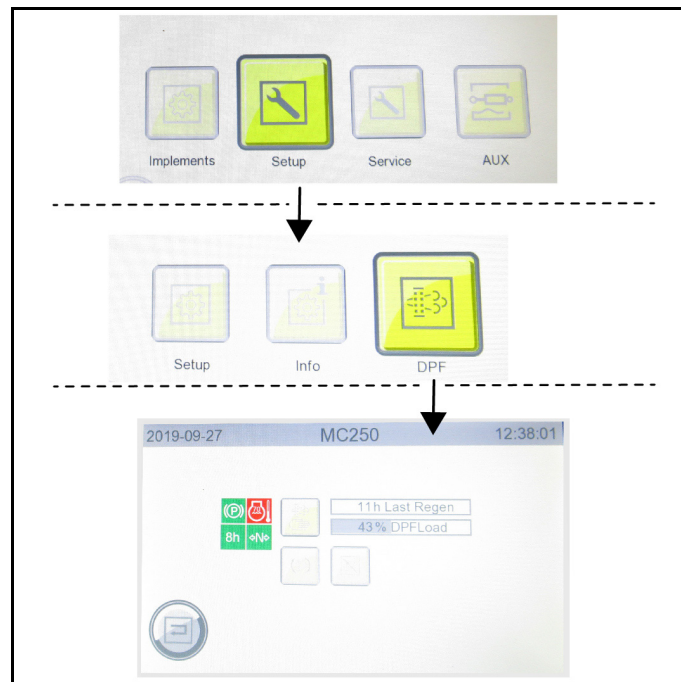 Implements Setup Service AUX
Setup Info DPF
2019-09-27 MC250 12:38:01
11h Last Regen
43% DPFLoad
(P)
8h N